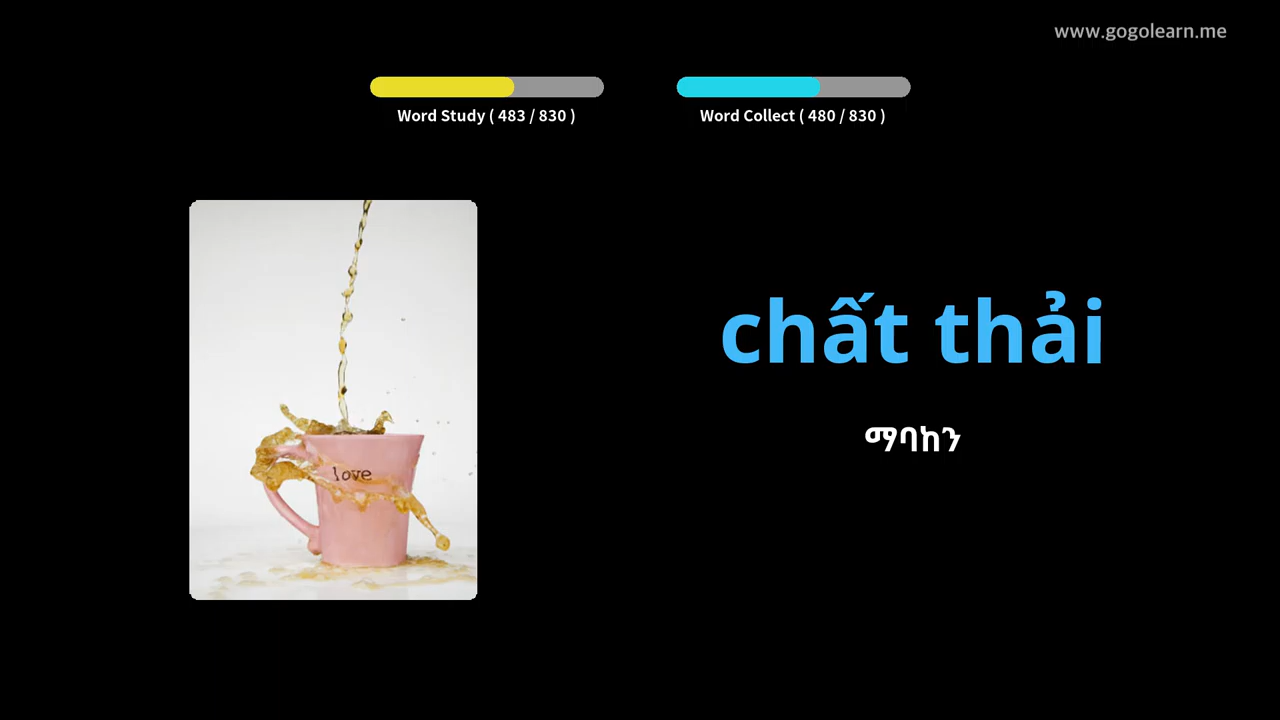 www.gogolearn.me
Word Study ( 483 / 830 )
Word Collect ( 480 / 830 )
love
chất thải
ማባከን